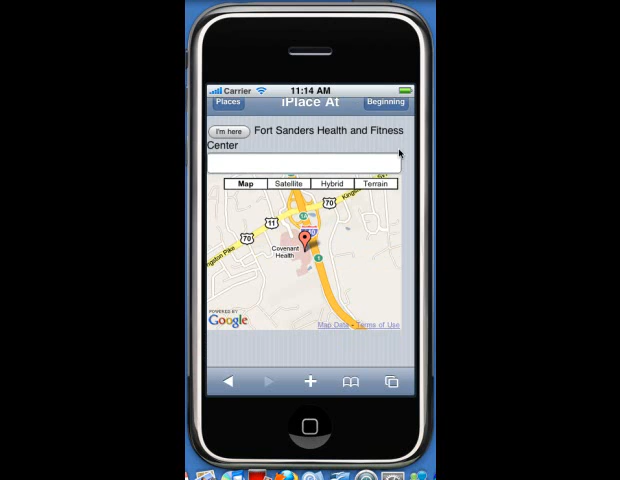 Carrier 11:14 AM
Places iPlace At Beginning
I'm here Fort Sanders Health and Fitness
Center
Map Satellite Hybrid Terrain
70
11
70
Covenant
Health
1
POWERED BY
Google
Map Data - Terms of Use